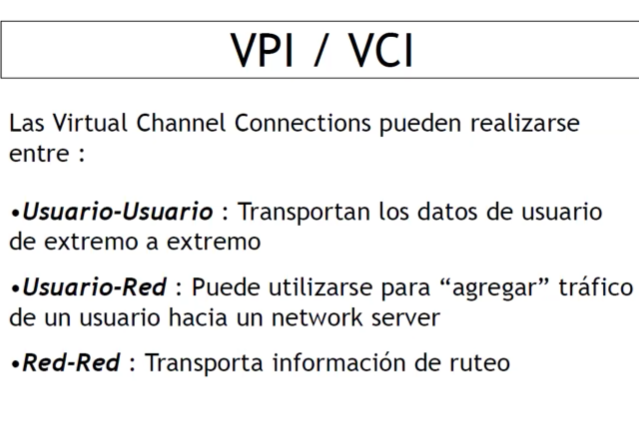 VPI / VCI
Las Virtual Channel Connections pueden realizarse
entre :
•Usuario-Usuario : Transportan los datos de usuario
de extremo a extremo
•Usuario-Red : Puede utilizarse para “agregar” tráfico
de un usuario hacia un network server
•Red-Red : Transporta información de ruteo